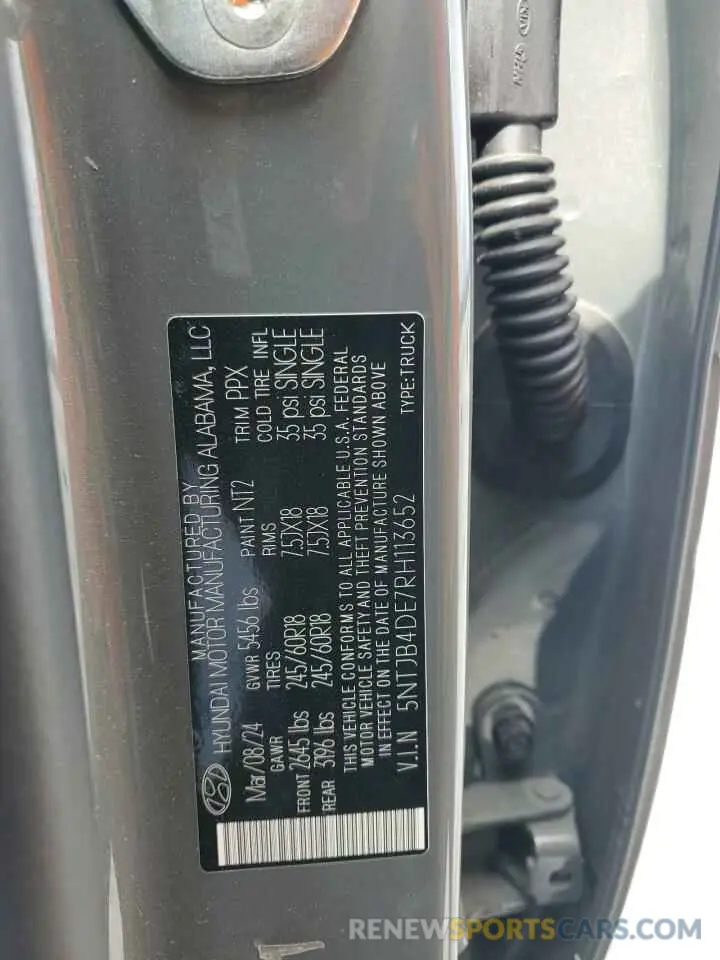 MANUFACTURED BY
HYUNDAI MOTOR MANUFACTURING ALABAMA, LLC
Mar/08/24 GVWR 5456 lbs PAINT NT2 TRIM PPX
GAWR TIRES RIMS COLD TIRE INFL
FRONT 2645 lbs 245/60R18 7.5JX18 35 psi SINGLE
REAR 3196 lbs 245/60R18 7.5JX18 35 psi SINGLE
THIS VEHICLE CONFORMS TO ALL APPLICABLE U.S.A. FEDERAL
MOTOR VEHICLE SAFETY AND THEFT PREVENTION STANDARDS
IN EFFECT ON THE DATE OF MANUFACTURE SHOWN ABOVE
V.I.N 5NTJB4DE7RH113652 TYPE:TRUCK
RENEWSPORTSCARS.COM